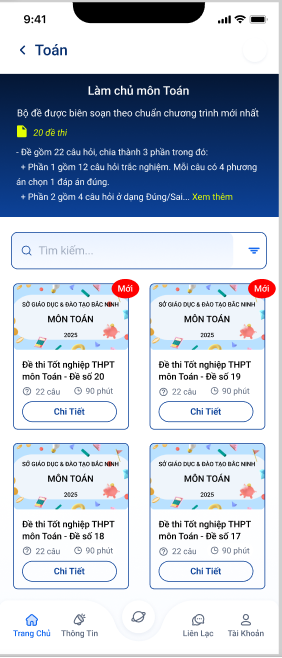 9:41
Toán
Làm chủ môn Toán
Bộ đề được biên soạn theo chuẩn chương trình mới nhất
20 đề thi
- Đề gồm 22 câu hỏi, chia thành 3 phần trong đó:
+ Phần 1 gồm 12 câu hỏi trắc nghiệm. Mỗi câu có 4 phương
án chọn 1 đáp án đúng.
+ Phần 2 gồm 4 câu hỏi ở dạng Đúng/Sai... Xem thêm
Tìm kiếm...
Mới
SỞ GIÁO DỤC & ĐÀO TẠO BẮC NINH
MÔN TOÁN
2025
Đề thi Tốt nghiệp THPT
môn Toán - Đề số 20
22 câu 90 phút
Chi Tiết
Mới
SỞ GIÁO DỤC & ĐÀO TẠO BẮC NINH
MÔN TOÁN
2025
Đề thi Tốt nghiệp THPT
môn Toán - Đề số 19
22 câu 90 phút
Chi Tiết
SỞ GIÁO DỤC & ĐÀO TẠO BẮC NINH
MÔN TOÁN
2025
Đề thi Tốt nghiệp THPT
môn Toán - Đề số 18
22 câu 90 phút
Chi Tiết
SỞ GIÁO DỤC & ĐÀO TẠO BẮC NINH
MÔN TOÁN
2025
Đề thi Tốt nghiệp THPT
môn Toán - Đề số 17
22 câu 90 phút
Chi Tiết
Trang Chủ Thông Tin Liên Lạc Tài Khoản